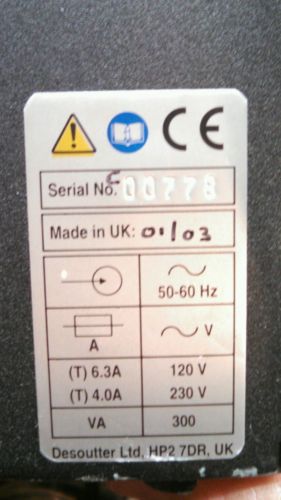 CE
Serial No. C 00778
Made in UK: 01/03
50-60 Hz
A V
(T) 6.3A 120 V
(T) 4.0A 230 V
VA 300
Desoutter Ltd, HP2 7DR, UK